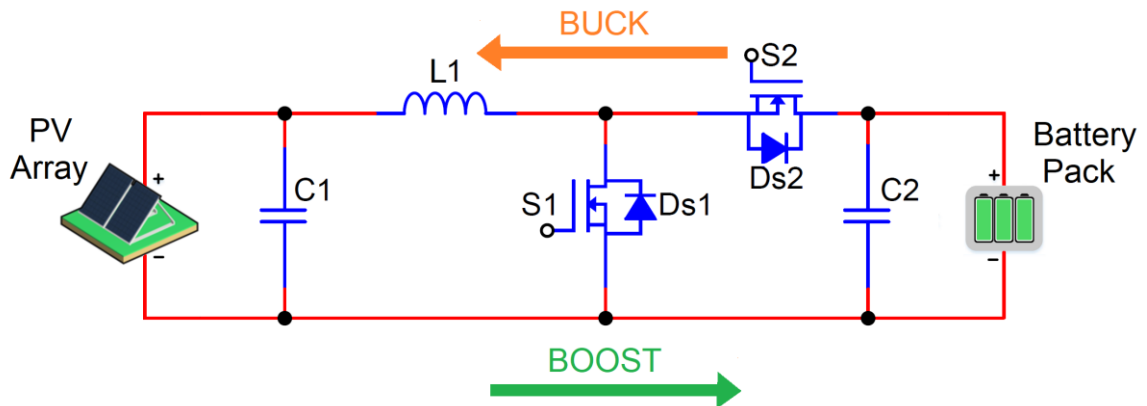 BUCK
S2
L1
PV
Array
+
C1
S1
Ds1
Ds2
C2
+
Battery
Pack
−
−
BOOST